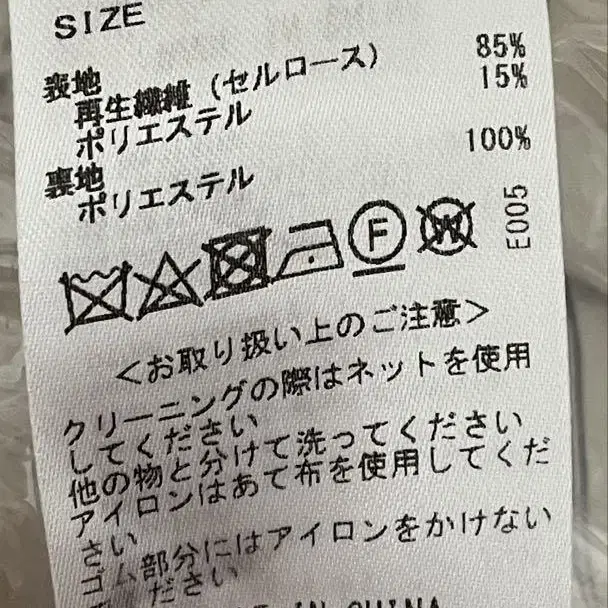 SIZE
表地
再生繊維(セルロース) 85%
ポリエステル 15%
裏地
ポリエステル 100%
F
W
E005
<お取り扱い上のご注意>
クリーニングの際はネットを使用
してください
他の物と分けて洗ってください
アイロンはあて布を使用してくだ
さい
ゴム部分にはアイロンをかけない
ださい
IN CHINA